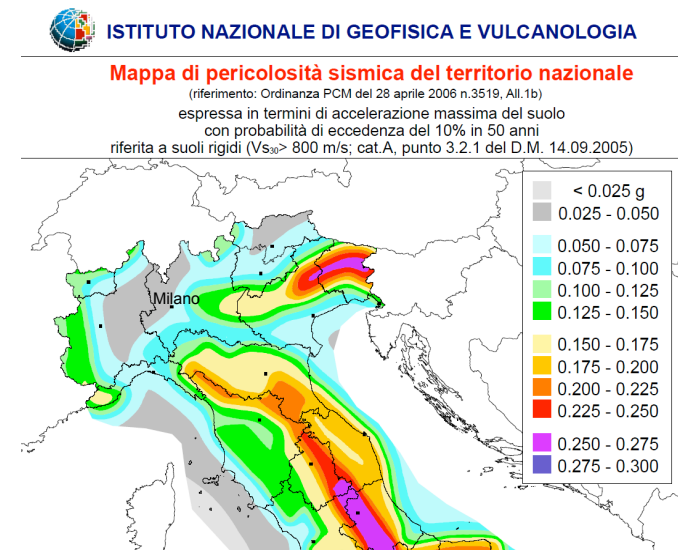 ISTITUTO NAZIONALE DI GEOFISICA E VULCANOLOGIA
Mappa di pericolosità sismica del territorio nazionale
(riferimento: Ordinanza PCM del 28 aprile 2006 n.3519, All.1b)
espressa in termini di accelerazione massima del suolo
con probabilità di eccedenza del 10% in 50 anni
riferita a suoli rigidi (Vs30> 800 m/s; cat.A, punto 3.2.1 del D.M. 14.09.2005)
< 0.025 g
0.025 - 0.050
0.050 - 0.075
0.075 - 0.100
0.100 - 0.125
0.125 - 0.150
0.150 - 0.175
0.175 - 0.200
0.200 - 0.225
0.225 - 0.250
0.250 - 0.275
0.275 - 0.300
Milano